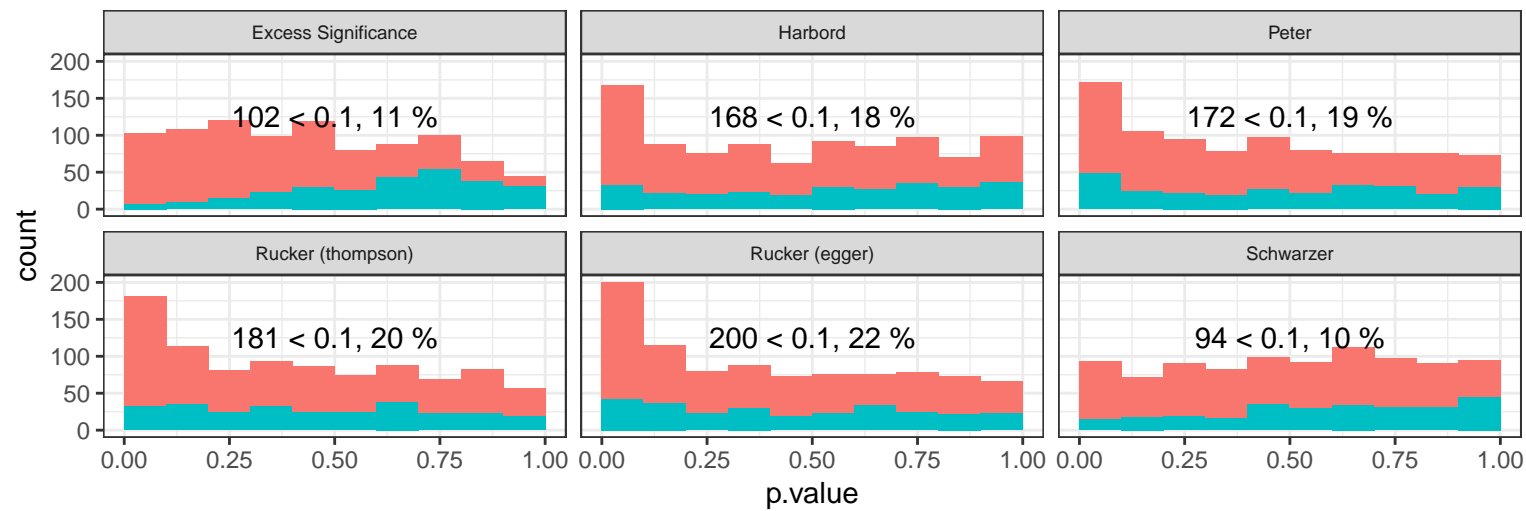 Excess Significance
Harbord
Peter
200
150
100
50
0
102 < 0.1, 11 %
168 < 0.1, 18 %
172 < 0.1, 19 %
count
Rucker (thompson)
Rucker (egger)
Schwarzer
200
150
100
50
0
181 < 0.1, 20 %
200 < 0.1, 22 %
94 < 0.1, 10 %
0.00 0.25 0.50 0.75 1.00
0.00 0.25 0.50 0.75 1.00
0.00 0.25 0.50 0.75 1.00
p.value